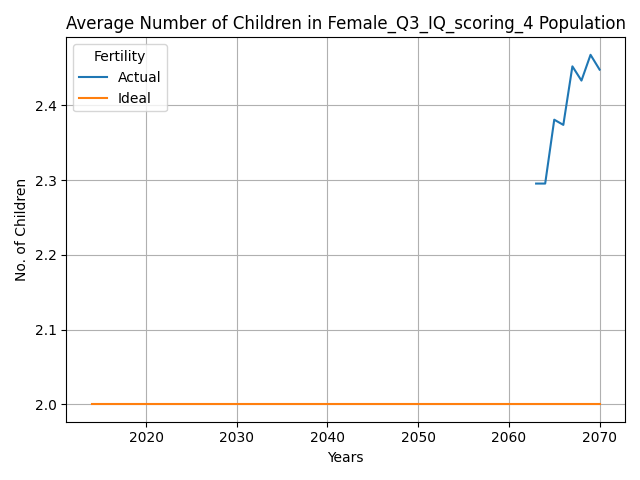 Average Number of Children in Female_Q3_IQ_scoring_4 Population
Fertility
Actual
Ideal
No. of Children
2.4
2.3
2.2
2.1
2.0
2020 2030 2040 2050 2060 2070
Years